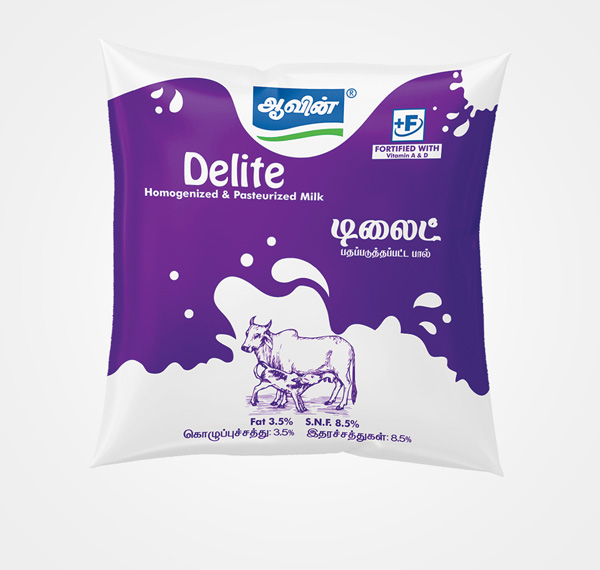 ஆவின் ®
+F
FORTIFIED WITH
Vitamin A & D
Delite
Homogenized & Pasteurized Milk
டிலைட்
பதப்படுத்தப்பட்ட பால்
Fat 3.5% S.N.F. 8.5%
கொழுப்புச்சத்து: 3.5% இதரச்சத்துகள்: 8.5%